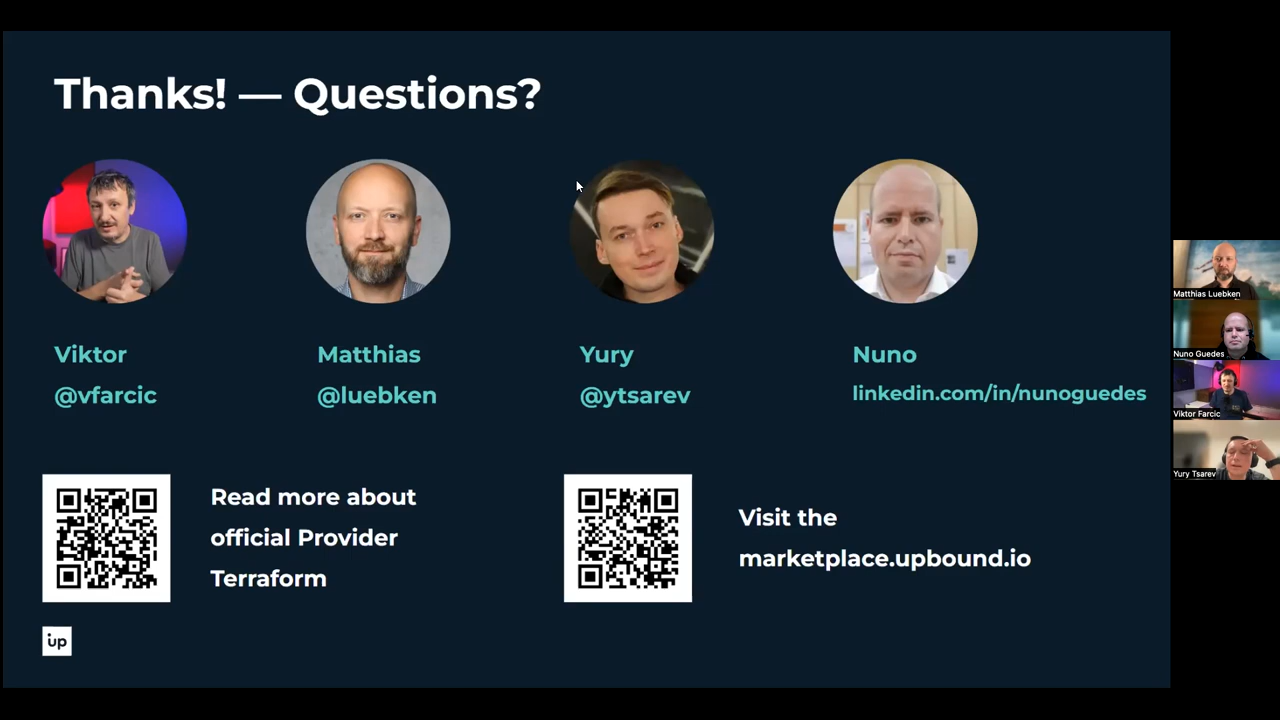 Thanks! — Questions?
Viktor
@vfarcic
Matthias
@luebken
Yury
@ytsarev
Nuno
linkedin.com/in/nunoguedes
Read more about
official Provider
Terraform
Visit the
marketplace.upbound.io
up
Matthias Luebken
Nuno Guedes
Viktor Farcic
Yury Tsarev